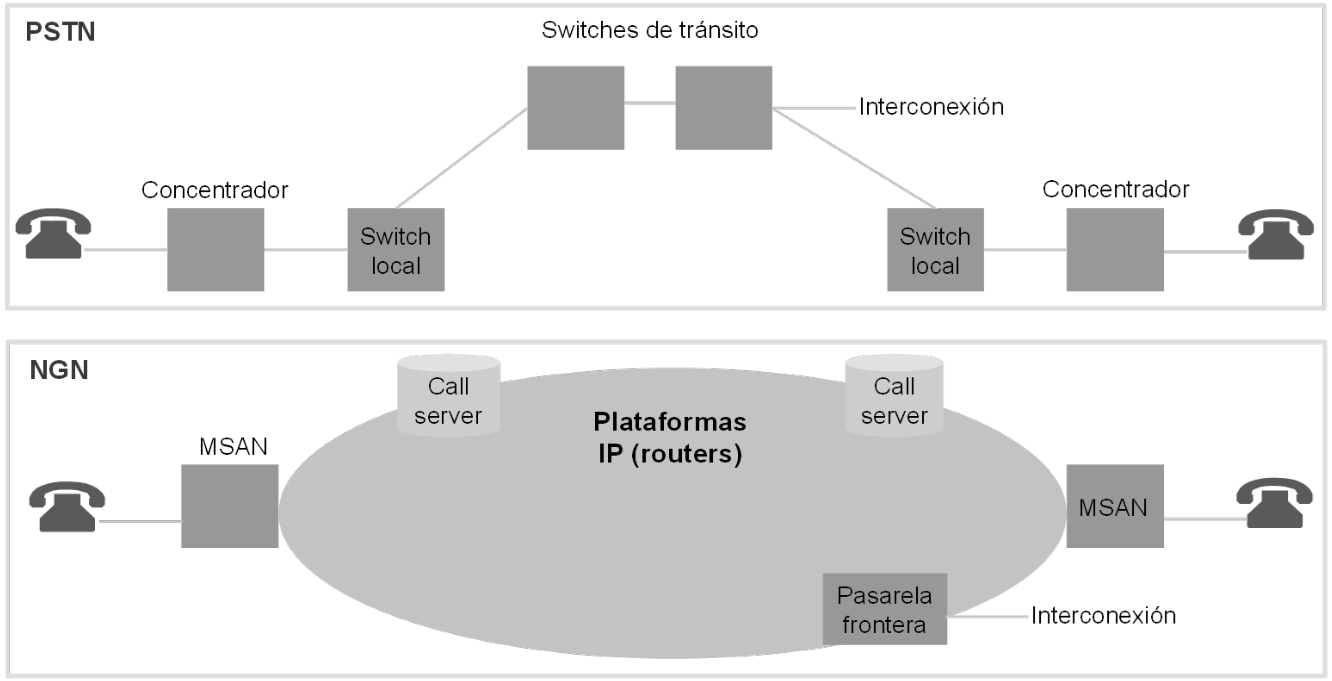 PSTN
Switches de tránsito
Interconexión
Concentrador
Concentrador
Switch
local
Switch
local
NGN
Call
server
Call
server
Plataformas
IP (routers)
MSAN
MSAN
Pasarela
frontera
Interconexión